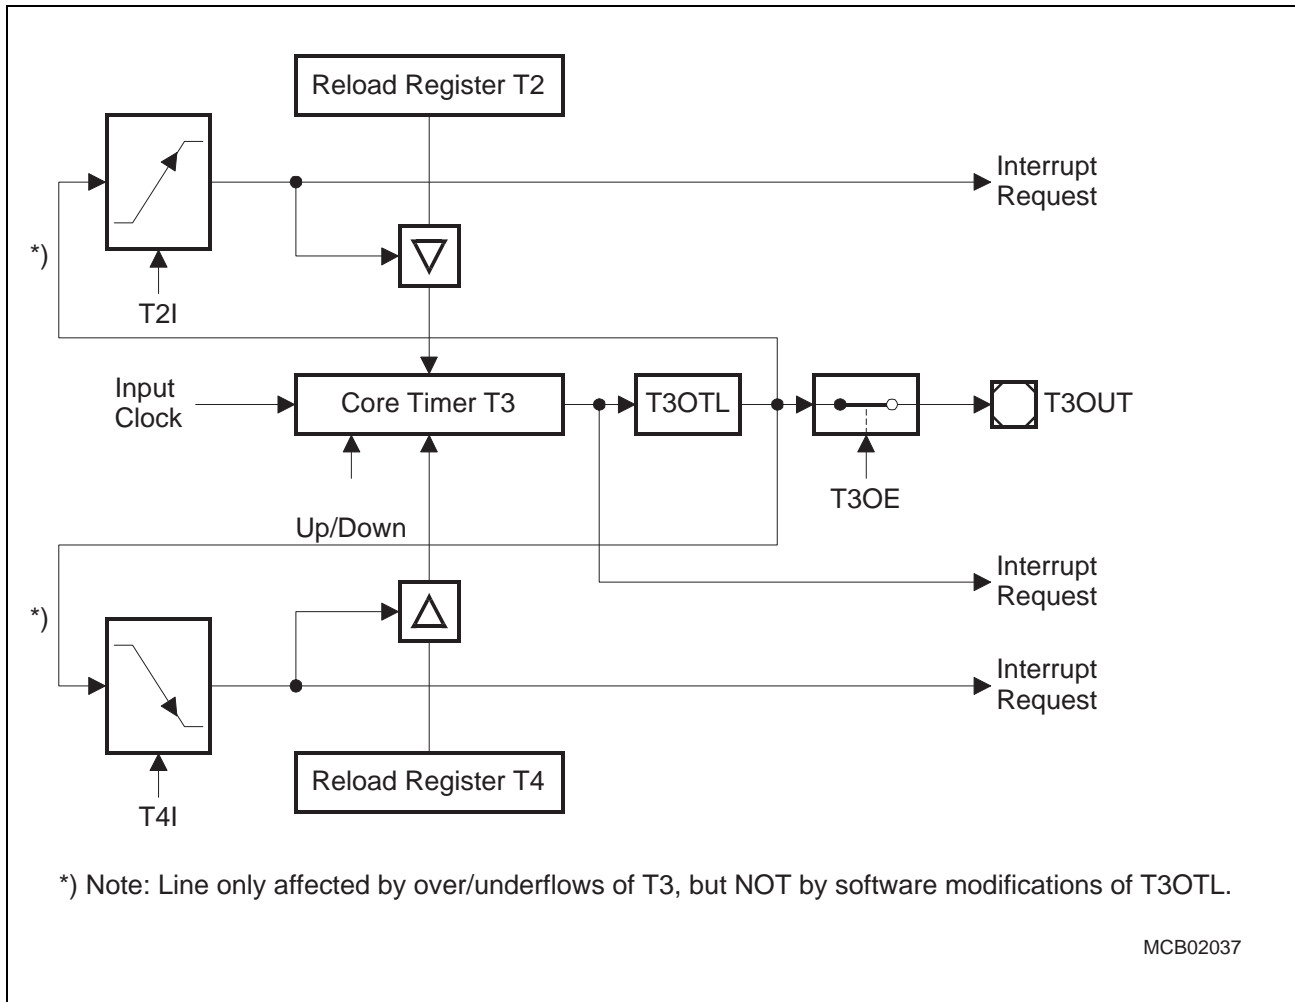 Reload Register T2
Interrupt
Request
*)
T2I
Input
Clock
Core Timer T3
T3OTL
T3OUT
T3OE
Up/Down
Interrupt
Request
*)
Interrupt
Request
Reload Register T4
T4I
*) Note: Line only affected by over/underflows of T3, but NOT by software modifications of T3OTL.
MCB02037